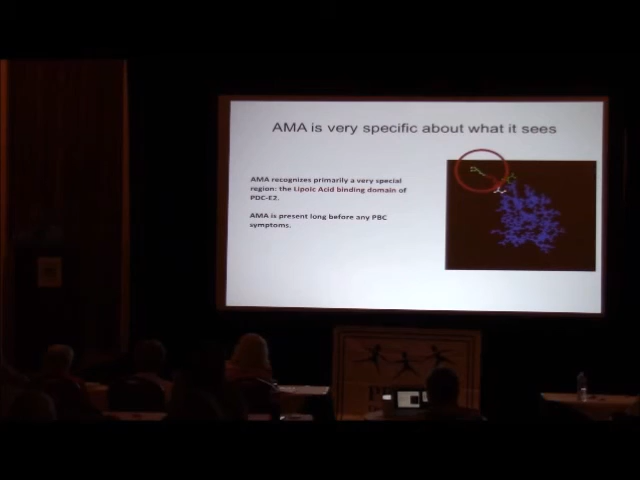 AMA is very specific about what it sees
AMA recognizes primarily a very special
region: the Lipoic Acid binding domain of
PDC-E2.
AMA is present long before any PBC
symptoms.